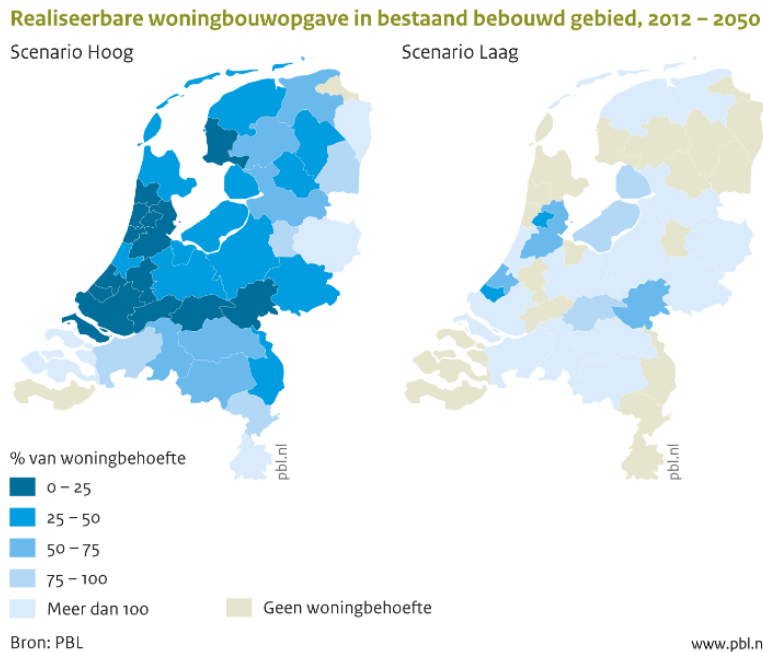 Realiseerbare woningbouwopgave in bestaand bebouwd gebied, 2012 – 2050
Scenario Hoog
Scenario Laag
pbl.nl
pbl.nl
% van woningbehoefte
0 – 25
25 – 50
50 – 75
75 – 100
Meer dan 100
Geen woningbehoefte
Bron: PBL
www.pbl.n